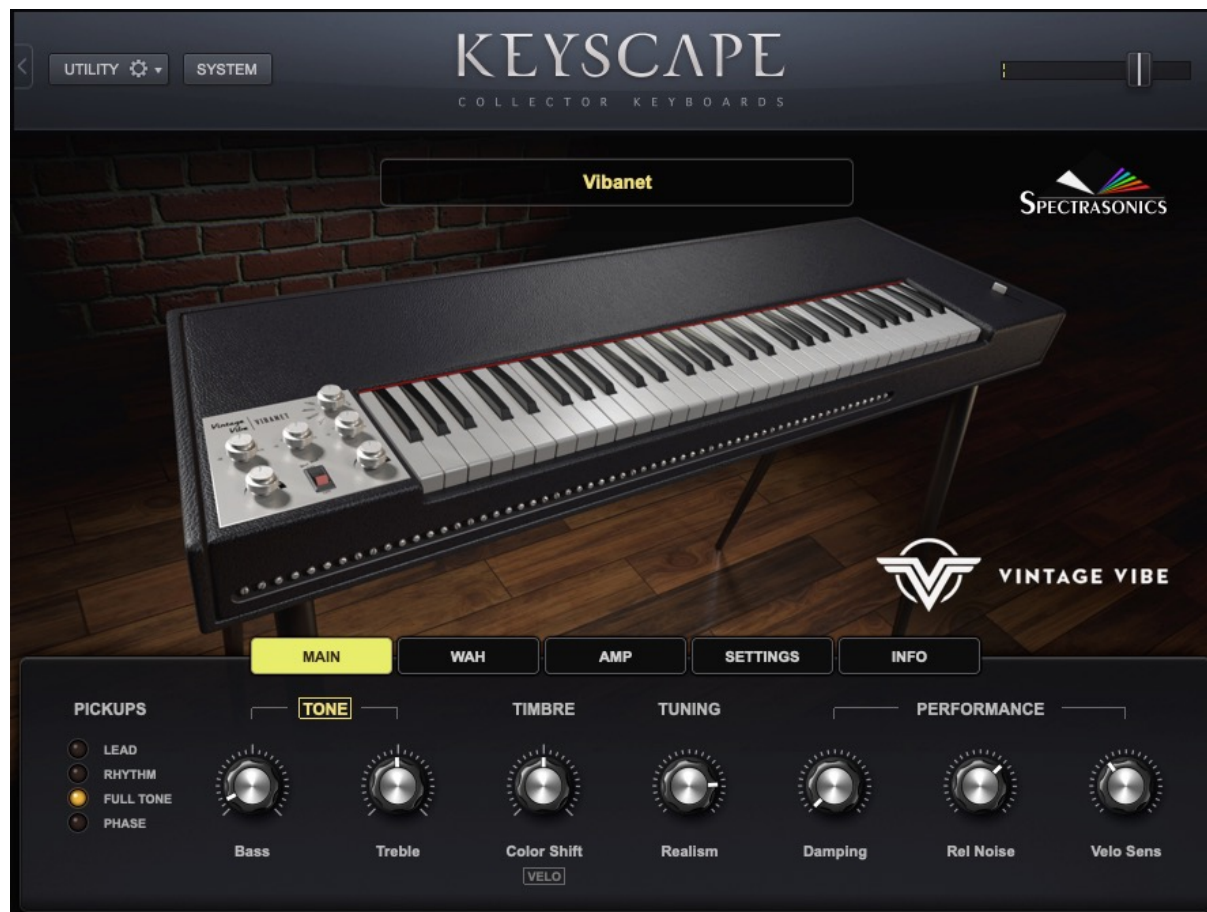 KEYSCAPE
UTILITY
SYSTEM
COLLECTOR KEYBOARDS
Vibanet
SPECTRASONICS
Vintage Vibe VIBANET
VINTAGE VIBE
MAIN WAH AMP SETTINGS INFO
PICKUPS TONE TIMBRE TUNING PERFORMANCE
LEAD
RHYTHM
FULL TONE
PHASE
Bass Treble Color Shift Realism Damping Rel Noise Velo Sens
VELO